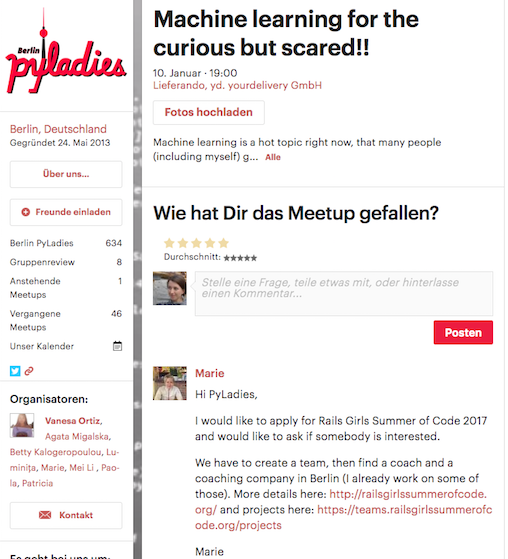 Berlin
pyladies
Berlin, Deutschland
Gegründet 24. Mai 2013
Über uns...
Freunde einladen
Berlin PyLadies 634
Gruppenreview 8
Anstehende 1
Meetups
Vergangene 46
Meetups
Unser Kalender
Organisatoren:
Vanesa Ortiz,
Agata Migalska,
Betty Kalogeropoulou, Lu-
minița, Marie, Mei Li , Pao-
la, Patricia
Kontakt
Es geht bei uns um:
Machine learning for the
curious but scared!!
10. Januar · 19:00
Lieferando, yd. yourdelivery GmbH
Fotos hochladen
Machine learning is a hot topic right now, that many people
(including myself) g... Alle
Wie hat Dir das Meetup gefallen?
Durchschnitt:
Stelle eine Frage, teile etwas mit, oder hinterlasse
einen Kommentar...
Posten
Marie
Hi PyLadies,
I would like to apply for Rails Girls Summer of Code 2017
and would like to ask if somebody is interested.
We have to create a team, then find a coach and a
coaching company in Berlin (I already work on some of
those). More details here: http://railsgirlssummerofcode.
org/ and projects here: https://teams.railsgirlssummerofc
ode.org/projects
Marie